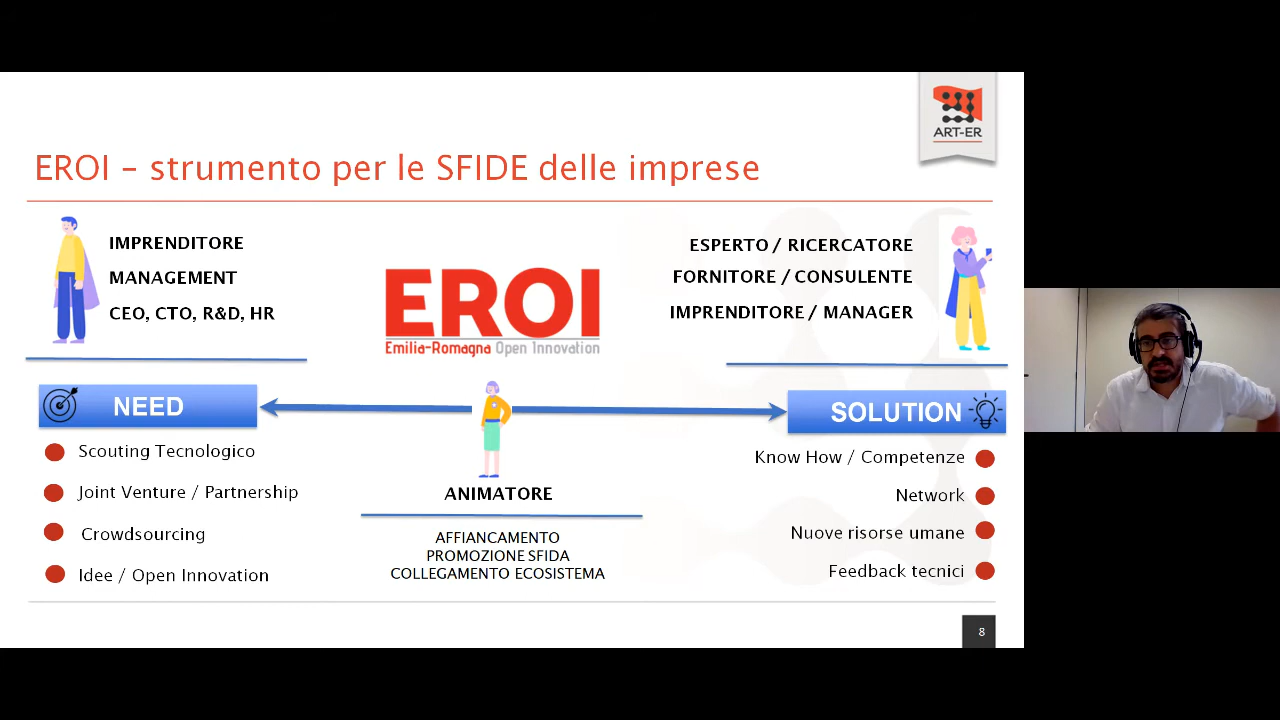 ART-ER
EROI – strumento per le SFIDE delle imprese
IMPRENDITORE
MANAGEMENT
CEO, CTO, R&D, HR
EROI
Emilia-Romagna Open Innovation
ESPERTO / RICERCATORE
FORNITORE / CONSULENTE
IMPRENDITORE / MANAGER
NEED
Scouting Tecnologico
Joint Venture / Partnership
Crowdsourcing
Idee / Open Innovation
ANIMATORE
AFFIANCAMENTO
PROMOZIONE SFIDA
COLLEGAMENTO ECOSISTEMA
SOLUTION
Know How / Competenze
Network
Nuove risorse umane
Feedback tecnici
8